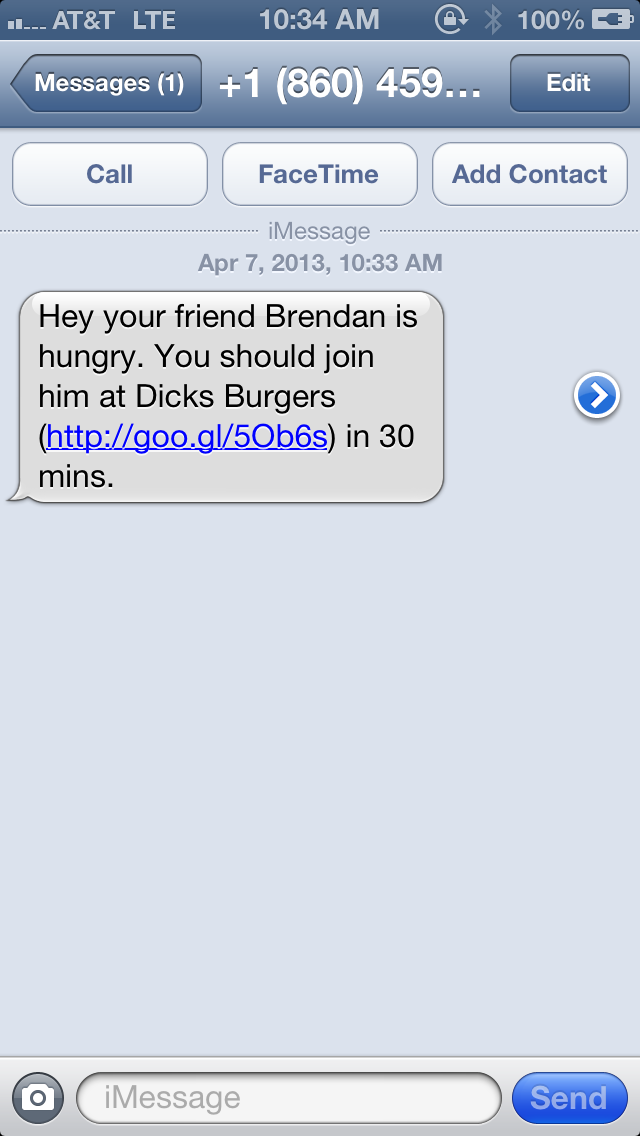 AT&T LTE 10:34 AM 100%
Messages (1) +1 (860) 459... Edit
Call FaceTime Add Contact
iMessage
Apr 7, 2013, 10:33 AM
Hey your friend Brendan is
hungry. You should join
him at Dicks Burgers
(http://goo.gl/5Ob6s) in 30
mins.
iMessage Send